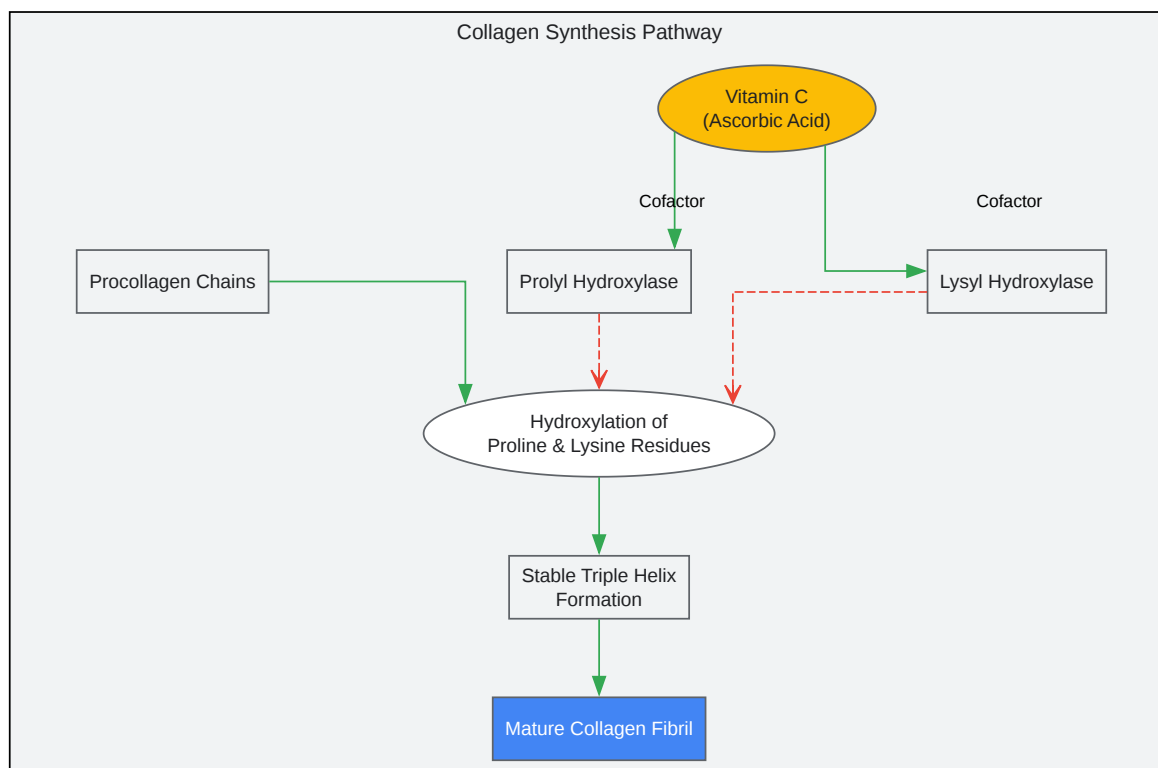 Collagen Synthesis Pathway
Vitamin C
(Ascorbic Acid)
Cofactor
Cofactor
Procollagen Chains
Prolyl Hydroxylase
Lysyl Hydroxylase
Hydroxylation of
Proline & Lysine Residues
Stable Triple Helix
Formation
Mature Collagen Fibril